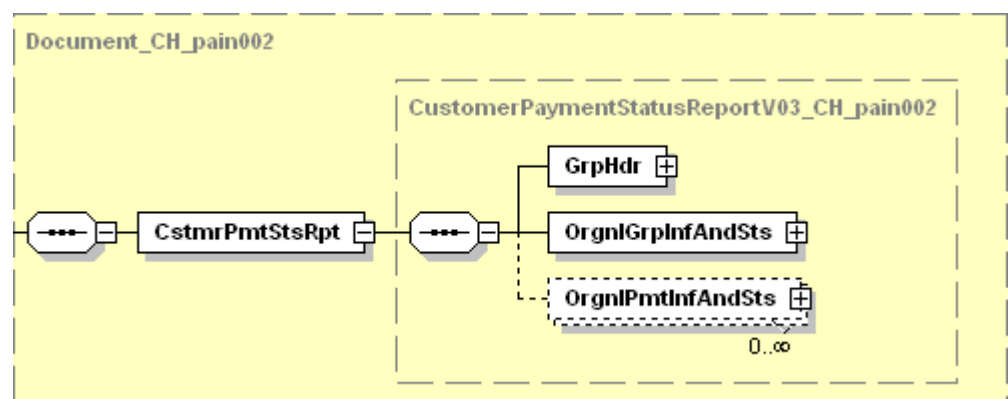 Document_CH_pain002
CustomerPaymentStatusReportV03_CH_pain002
GrpHdr
CstmrPmtStsRpt
OrgnlGrpInfAndSts
OrgnlPmtInfAndSts
0..∞